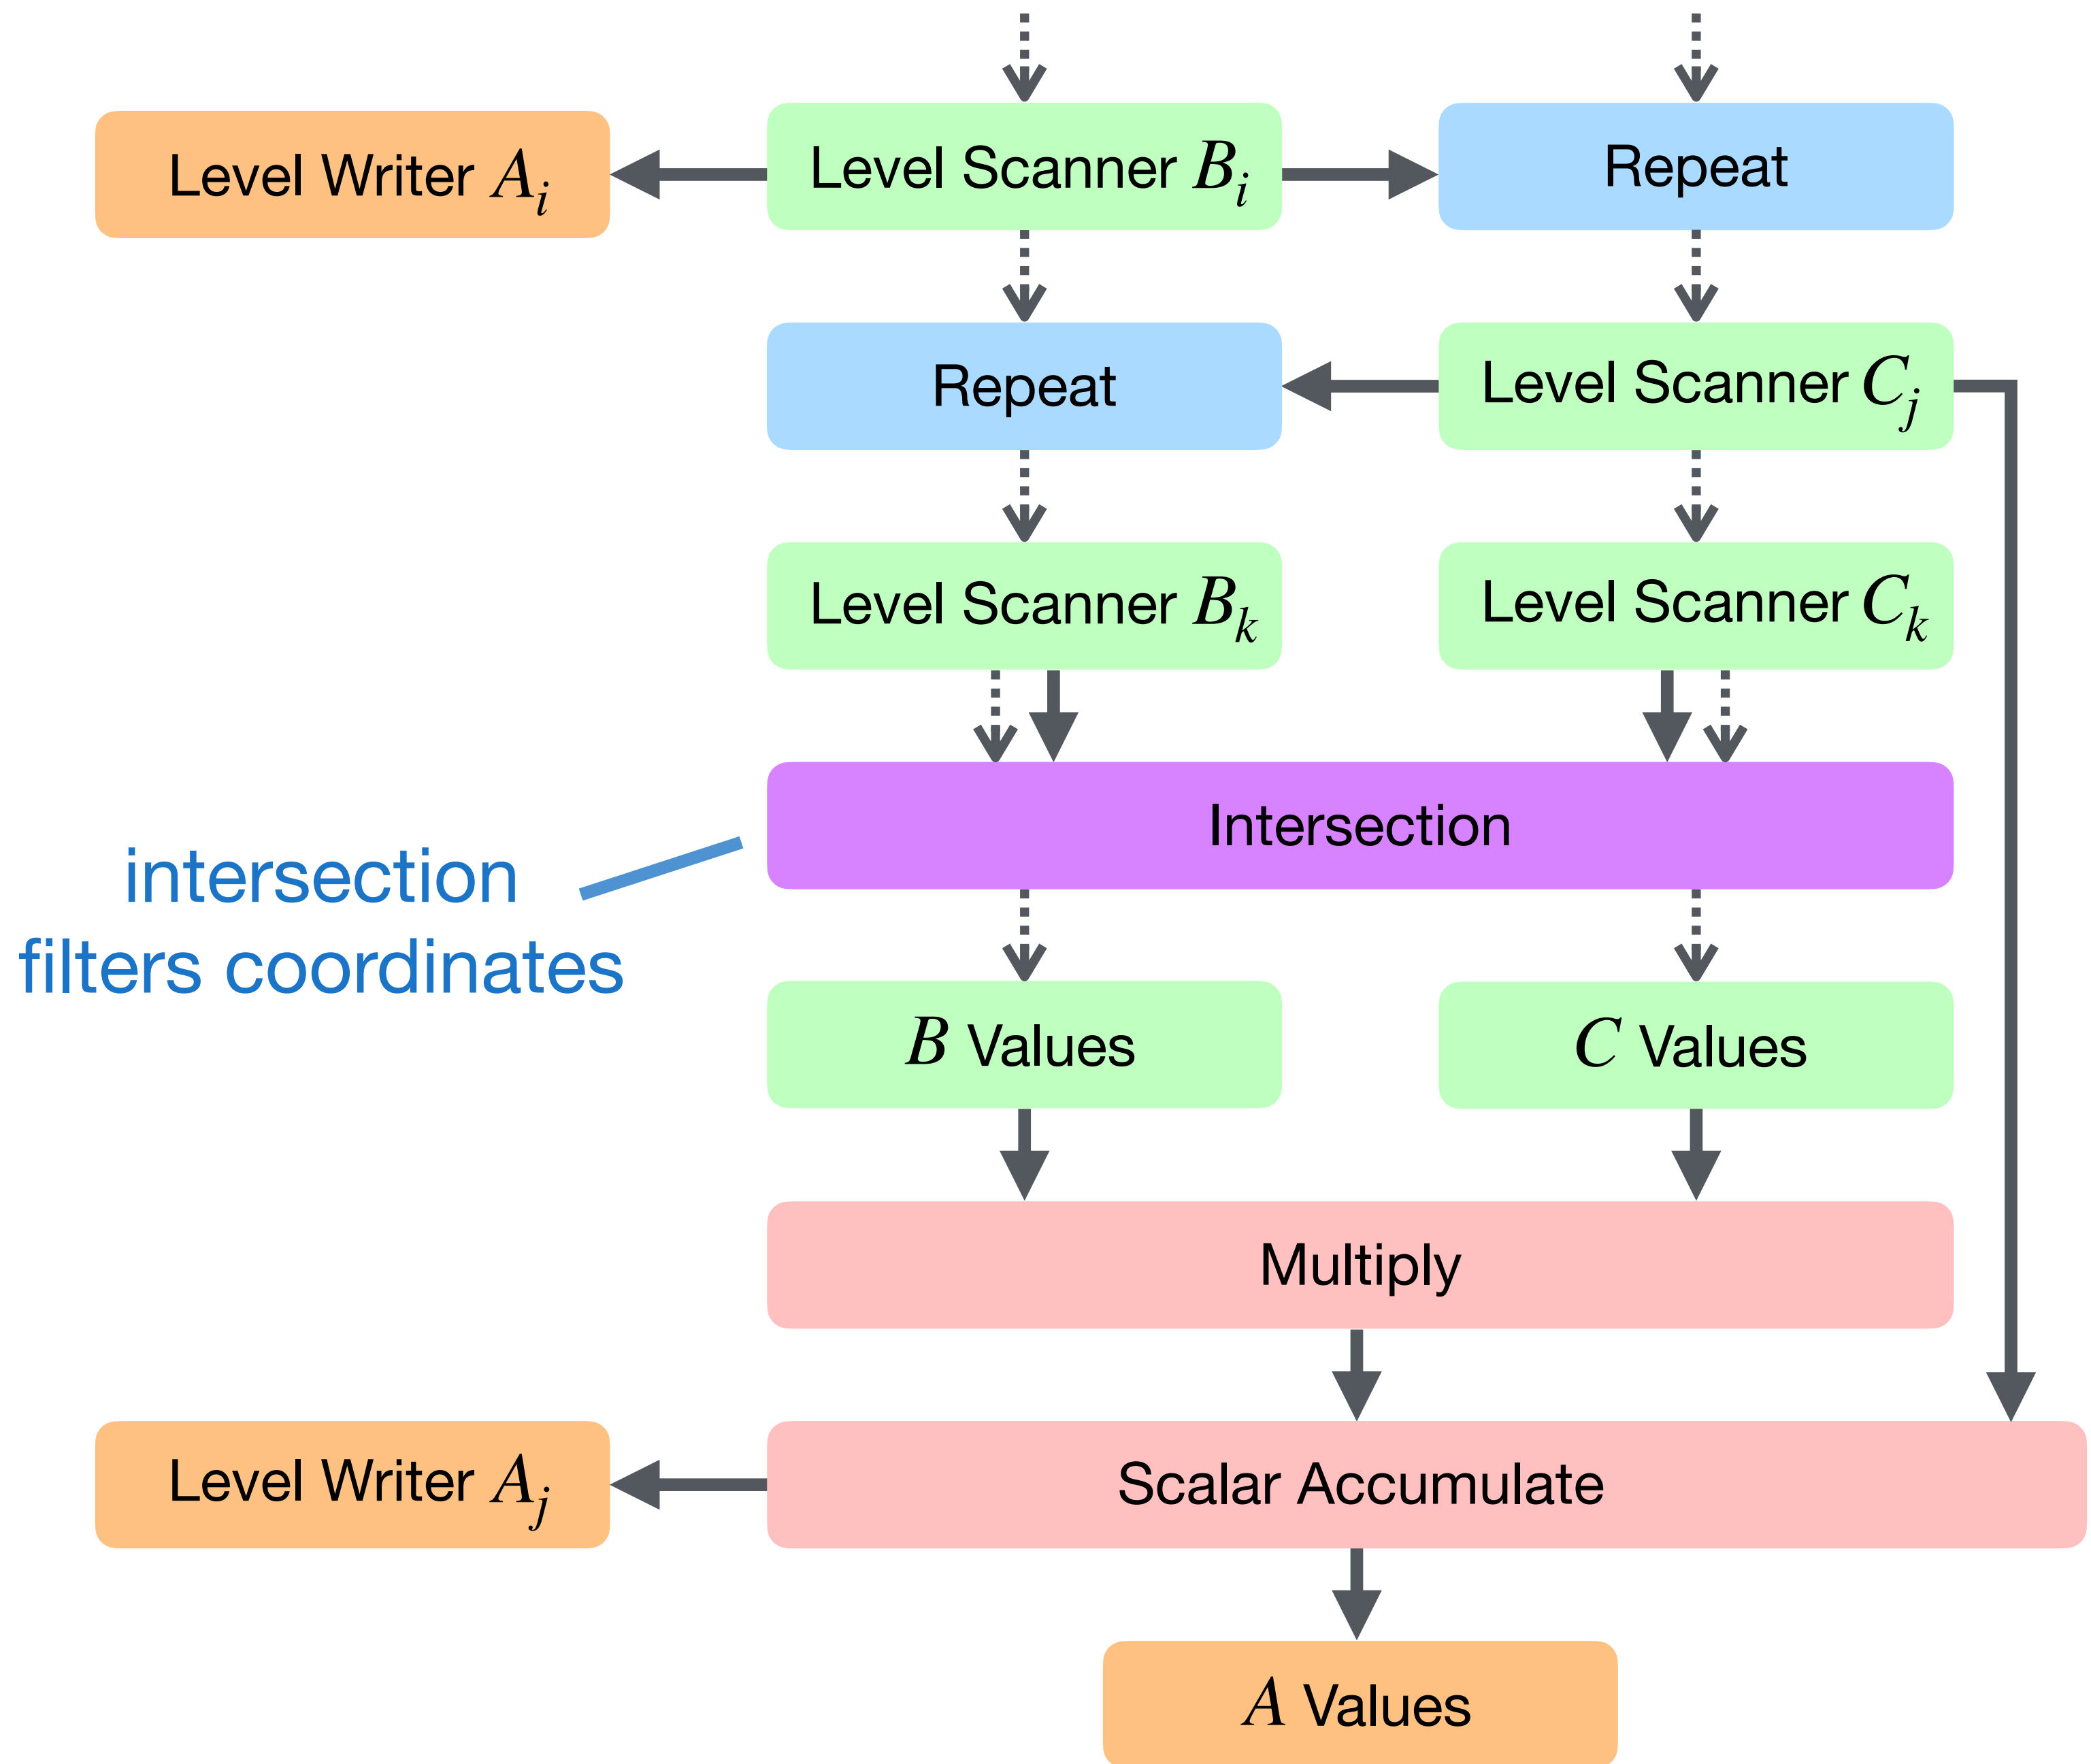 Level Writer A_i
Level Scanner B_i
Repeat
Repeat
Level Scanner C_j
Level Scanner B_k
Level Scanner C_k
Intersection
intersection
filters coordinates
B Values
C Values
Multiply
Level Writer A_j
Scalar Accumulate
A Values